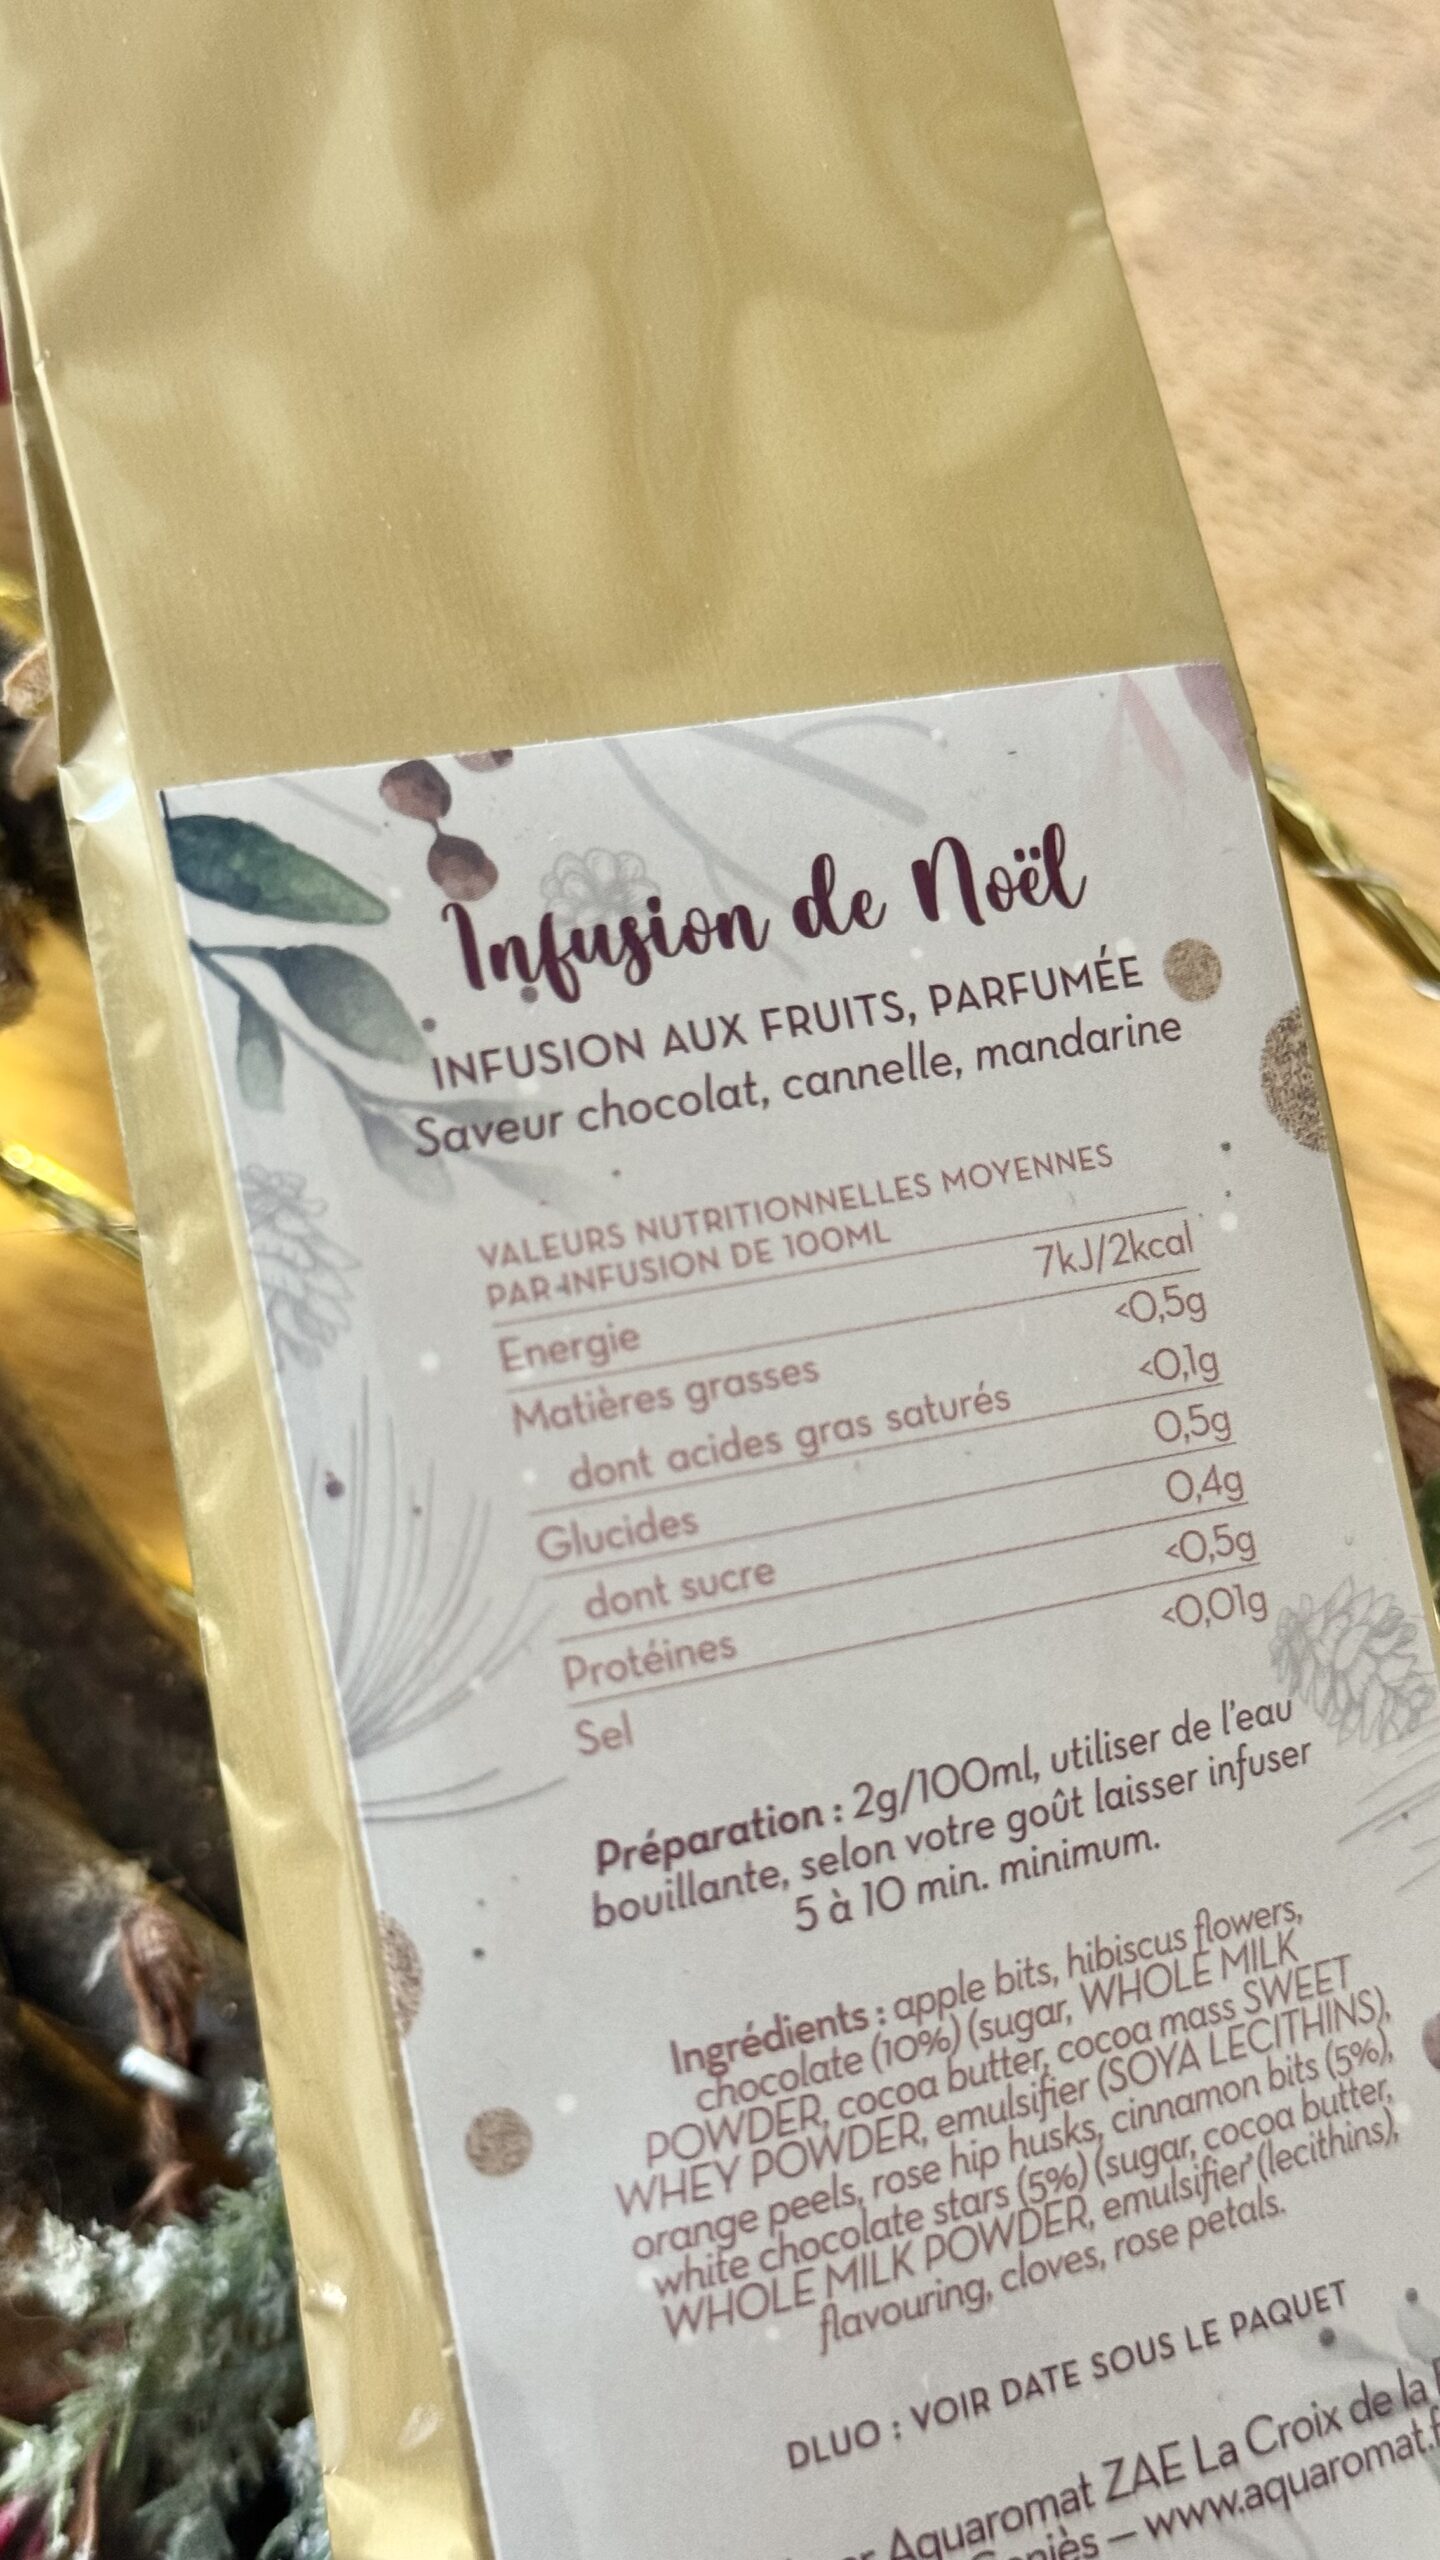 Infusion de Noël
INFUSION AUX FRUITS, PARFUMÉE
Saveur chocolat, cannelle, mandarine
VALEURS NUTRITIONNELLES MOYENNES
PAR INFUSION DE 100ML
Energie 7kJ/2kcal
Matières grasses <0,5g
dont acides gras saturés <0,1g
Glucides 0,5g
dont sucre 0,4g
Protéines <0,5g
Sel <0,01g
Préparation : 2g/100ml, utiliser de l'eau
bouillante, selon votre goût laisser infuser
5 à 10 min. minimum.
Ingrédients : apple bits, hibiscus flowers,
chocolate (10%) (sugar, WHOLE MILK
POWDER, cocoa butter, cocoa mass SWEET
WHEY POWDER, emulsifier (SOYA LECITHINS),
orange peels, rose hip husks, cinnamon bits (5%),
white chocolate stars (5%) (sugar, cocoa butter,
WHOLE MILK POWDER, emulsifier (lecithins),
flavouring, cloves, rose petals.
DLUO : VOIR DATE SOUS LE PAQUET
Aquaromat ZAE La Croix de la
– www.aquaromat.f